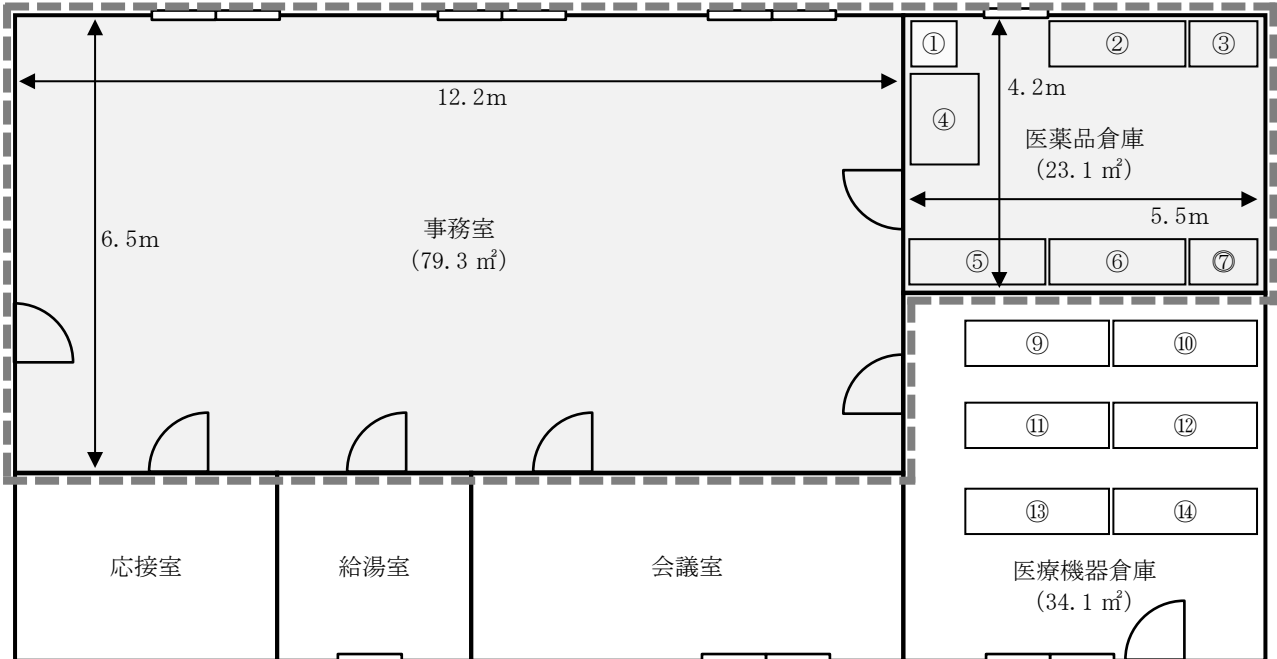 ①
②
③
12.2m
4.2m
④
医薬品倉庫
(23.1 ㎡)
5.5m
6.5m
事務室
(79.3 ㎡)
⑤
⑥
⑦
⑨
⑩
⑪
⑫
⑬
⑭
応接室
給湯室
会議室
医療機器倉庫
(34.1 ㎡)